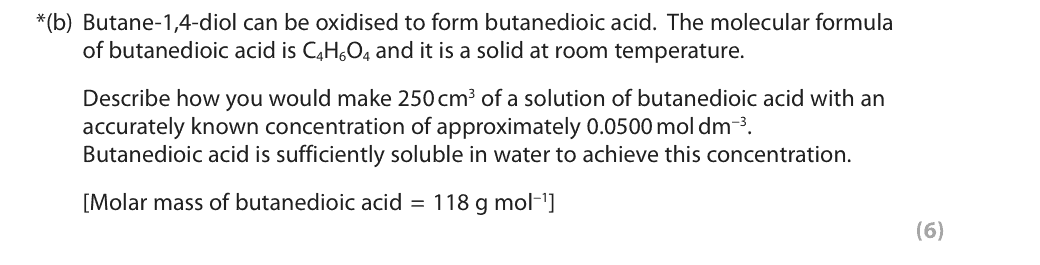 *(b) Butane-1,4-diol can be oxidised to form butanedioic acid. The molecular formula
of butanedioic acid is C₄H₆O₄ and it is a solid at room temperature.
Describe how you would make 250 cm³ of a solution of butanedioic acid with an
accurately known concentration of approximately 0.0500 mol dm⁻³.
Butanedioic acid is sufficiently soluble in water to achieve this concentration.
[Molar mass of butanedioic acid = 118 g mol⁻¹]
(6)